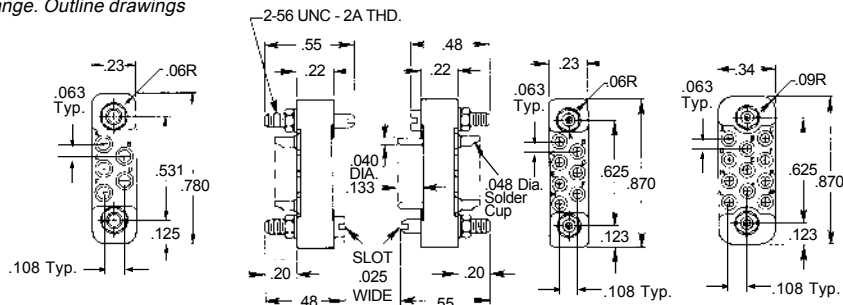 ange. Outline drawings
2-56 UNC - 2A THD.
.55
.48
.23
.06R
.22
.22
.23
.06R
.34
.09R
.063
Typ.
.063
Typ.
.063
Typ.
.531
.780
.040
DIA.
.133
.048 Dia.
Solder
Cup
.625
.870
.625
.870
.125
.123
.123
.108 Typ.
SLOT
.025
WIDE
.20
.20
.108 Typ.
.108 Typ.
.48
.55